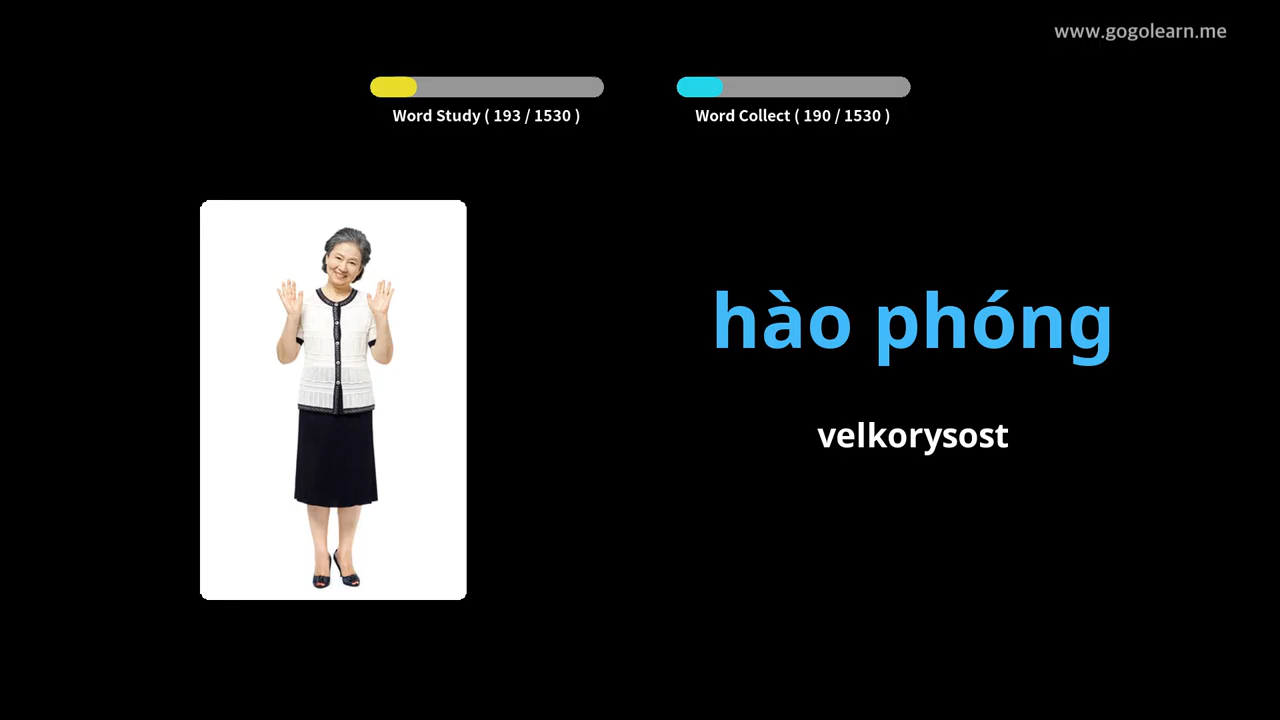 www.gogolearn.me
Word Study ( 193 / 1530 )
Word Collect ( 190 / 1530 )
hào phóng
velkorysost